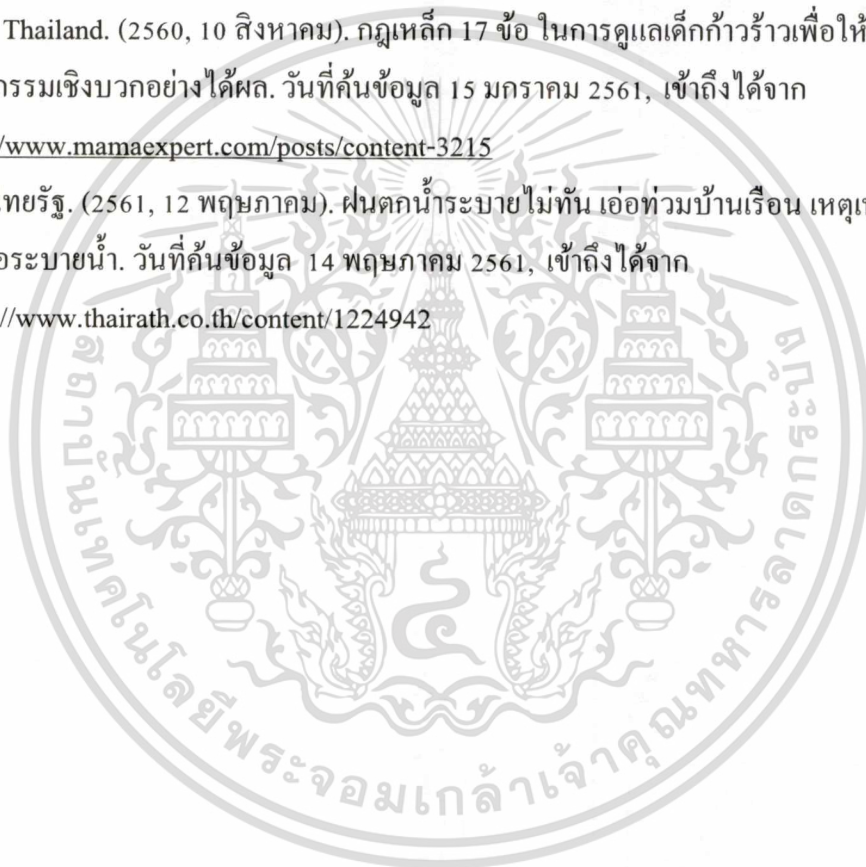 Thailand. (2560, 10 สิงหาคม). กฎเหล็ก 17 ข้อ ในการดูแลเด็กก้าวร้าวเพื่อให้
กรรมเชิงบวกอย่างได้ผล. วันที่ค้นข้อมูล 15 มกราคม 2561, เข้าถึงได้จาก
/www.mamaexpert.com/posts/content-3215
ไทยรัฐ. (2561, 12 พฤษภาคม). ฝนตกน้ำระบายไม่ทัน เอ่อท่วมบ้านเรือน
อระบายน้ำ. วันที่ค้นข้อมูล 14 พฤษภาคม 2561, เข้าถึงได้จาก
//www.thairath.co.th/content/1224942
สถาบันเทคโนโลยีพระจอมเกล้าเจ้าคุณทหารลาดกระบัง
๔